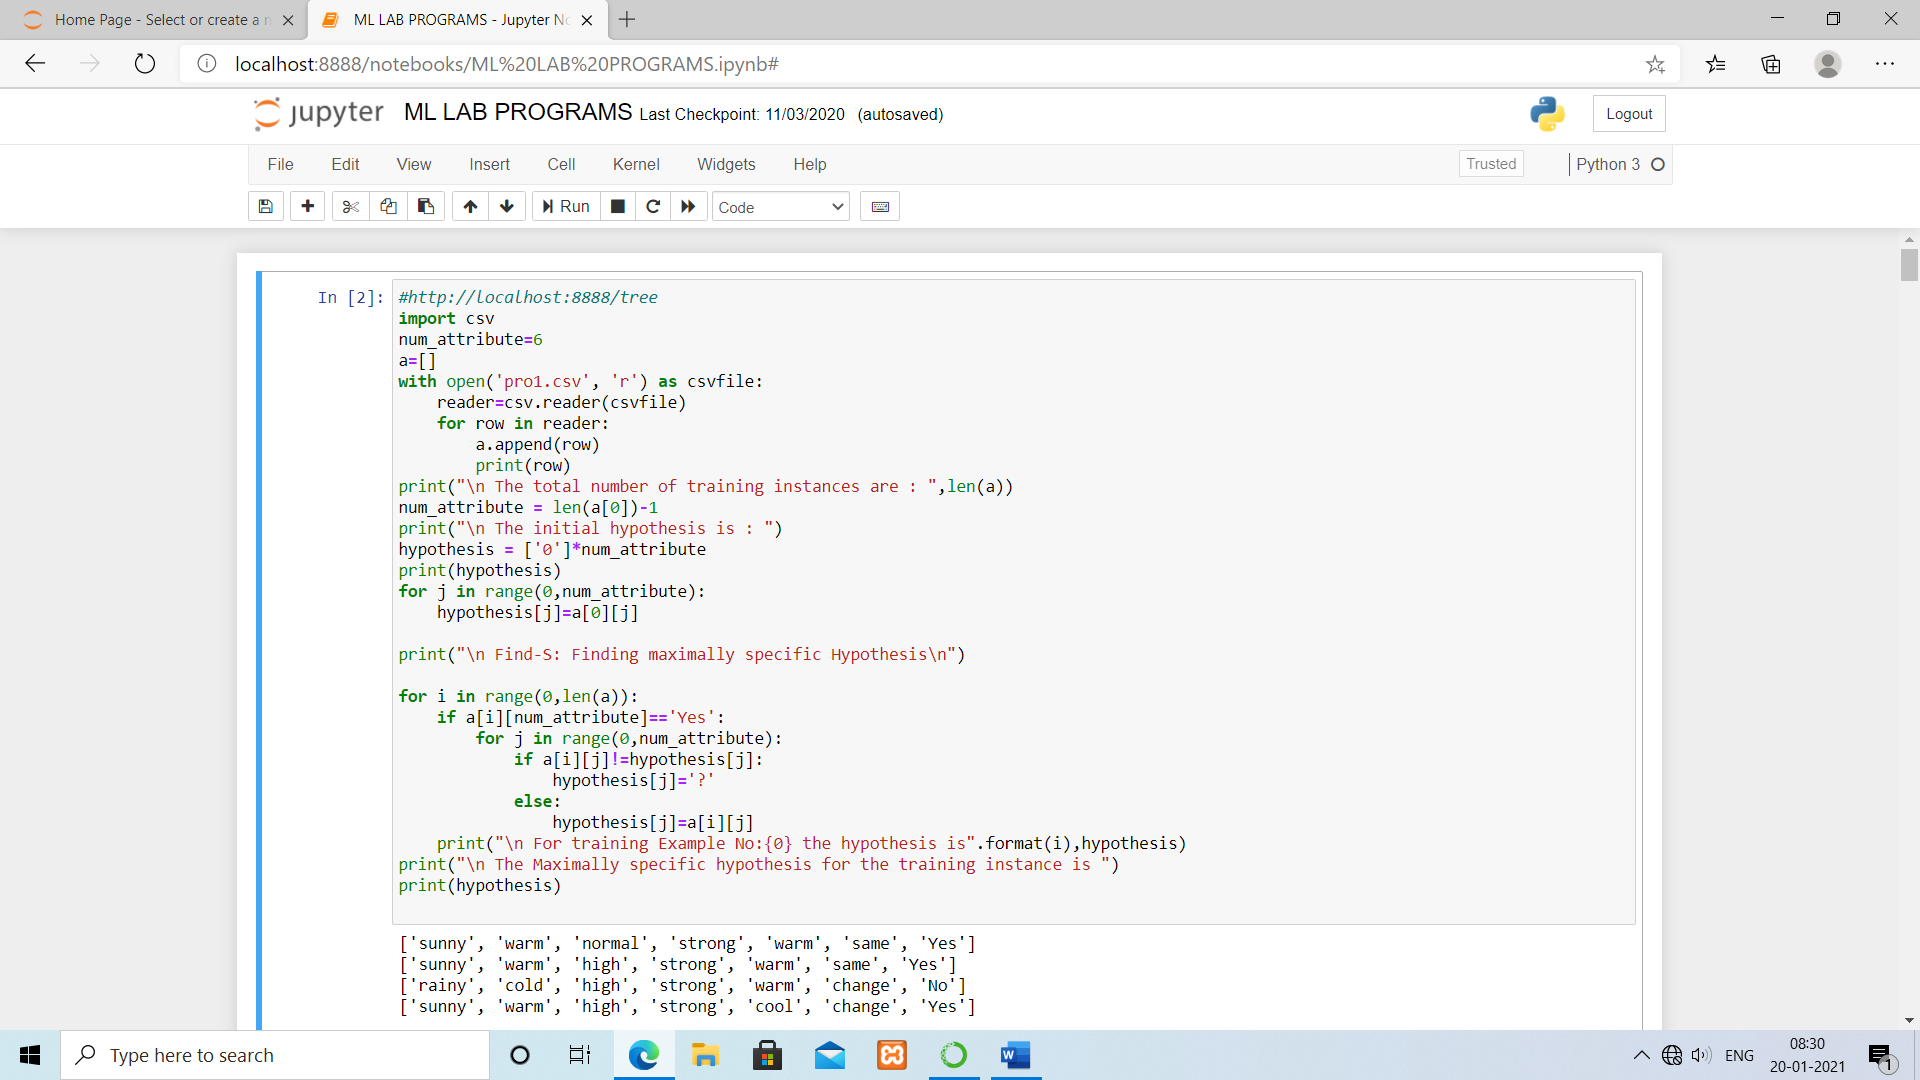 Home Page - Select or create a n
ML LAB PROGRAMS - Jupyter No
localhost:8888/notebooks/ML%20LAB%20PROGRAMS.ipynb#
jupyter ML LAB PROGRAMS Last Checkpoint: 11/03/2020 (autosaved)
Logout
File Edit View Insert Cell Kernel Widgets Help
Trusted
Python 3
Run
Code
In [2]:
#http://localhost:8888/tree
import csv
num_attribute=6
a=[]
with open('pro1.csv', 'r') as csvfile:
    reader=csv.reader(csvfile)
    for row in reader:
        a.append(row)
        print(row)
print("\n The total number of training instances are : ",len(a))
num_attribute = len(a[0])-1
print("\n The initial hypothesis is : ")
hypothesis = ['0']*num_attribute
print(hypothesis)
for j in range(0,num_attribute):
    hypothesis[j]=a[0][j]
print("\n Find-S: Finding maximally specific Hypothesis\n")
for i in range(0,len(a)):
    if a[i][num_attribute]=='Yes':
        for j in range(0,num_attribute):
            if a[i][j]!=hypothesis[j]:
                hypothesis[j]='?'
            else:
                hypothesis[j]=a[i][j]
    print("\n For training Example No:{0} the hypothesis is".format(i),hypothesis)
print("\n The Maximally specific hypothesis for the training instance is ")
print(hypothesis)
['sunny', 'warm', 'normal', 'strong', 'warm', 'same', 'Yes']
['sunny', 'warm', 'high', 'strong', 'warm', 'same', 'Yes']
['rainy', 'cold', 'high', 'strong', 'warm', 'change', 'No']
['sunny', 'warm', 'high', 'strong', 'cool', 'change', 'Yes']
Type here to search
W
ENG
08:30
20-01-2021
1